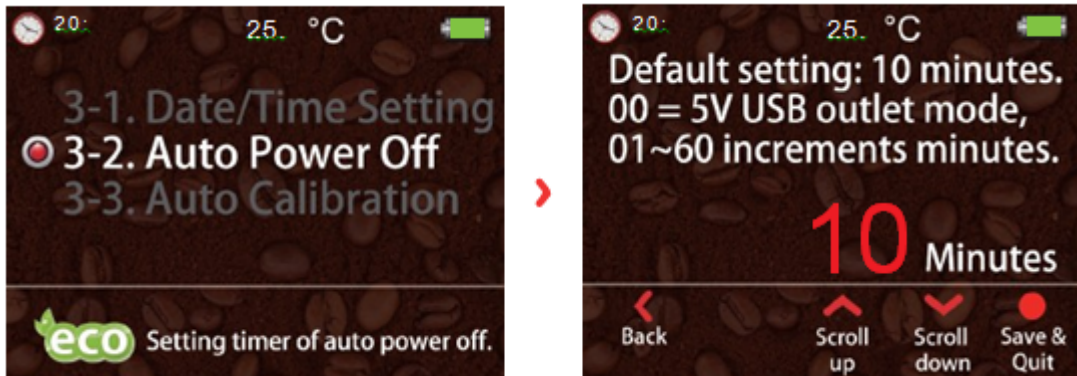 20:
25. °C
3-1. Date/Time Setting
3-2. Auto Power Off
3-3. Auto Calibration
eco Setting timer of auto power off.
20:
25. °C
Default setting: 10 minutes.
00 = 5V USB outlet mode,
01~60 increments minutes.
10 Minutes
Back
Scroll up
Scroll down
Save & Quit